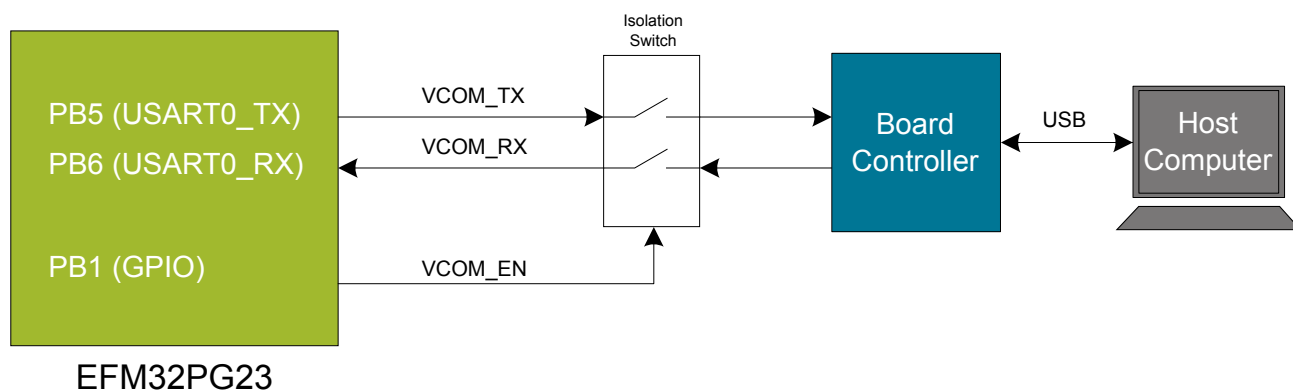 Isolation
Switch
PB5 (USART0_TX)
VCOM_TX
PB6 (USART0_RX)
VCOM_RX
Board
Controller
USB
Host
Computer
PB1 (GPIO)
VCOM_EN
EFM32PG23